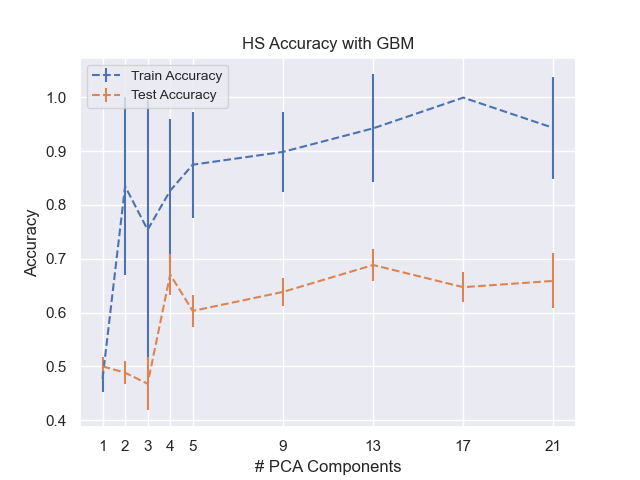 HS Accuracy with GBM
Train Accuracy
Test Accuracy
1.0
0.9
0.8
0.7
0.6
0.5
0.4
Accuracy
1 2 3 4 5 9 13 17 21
# PCA Components